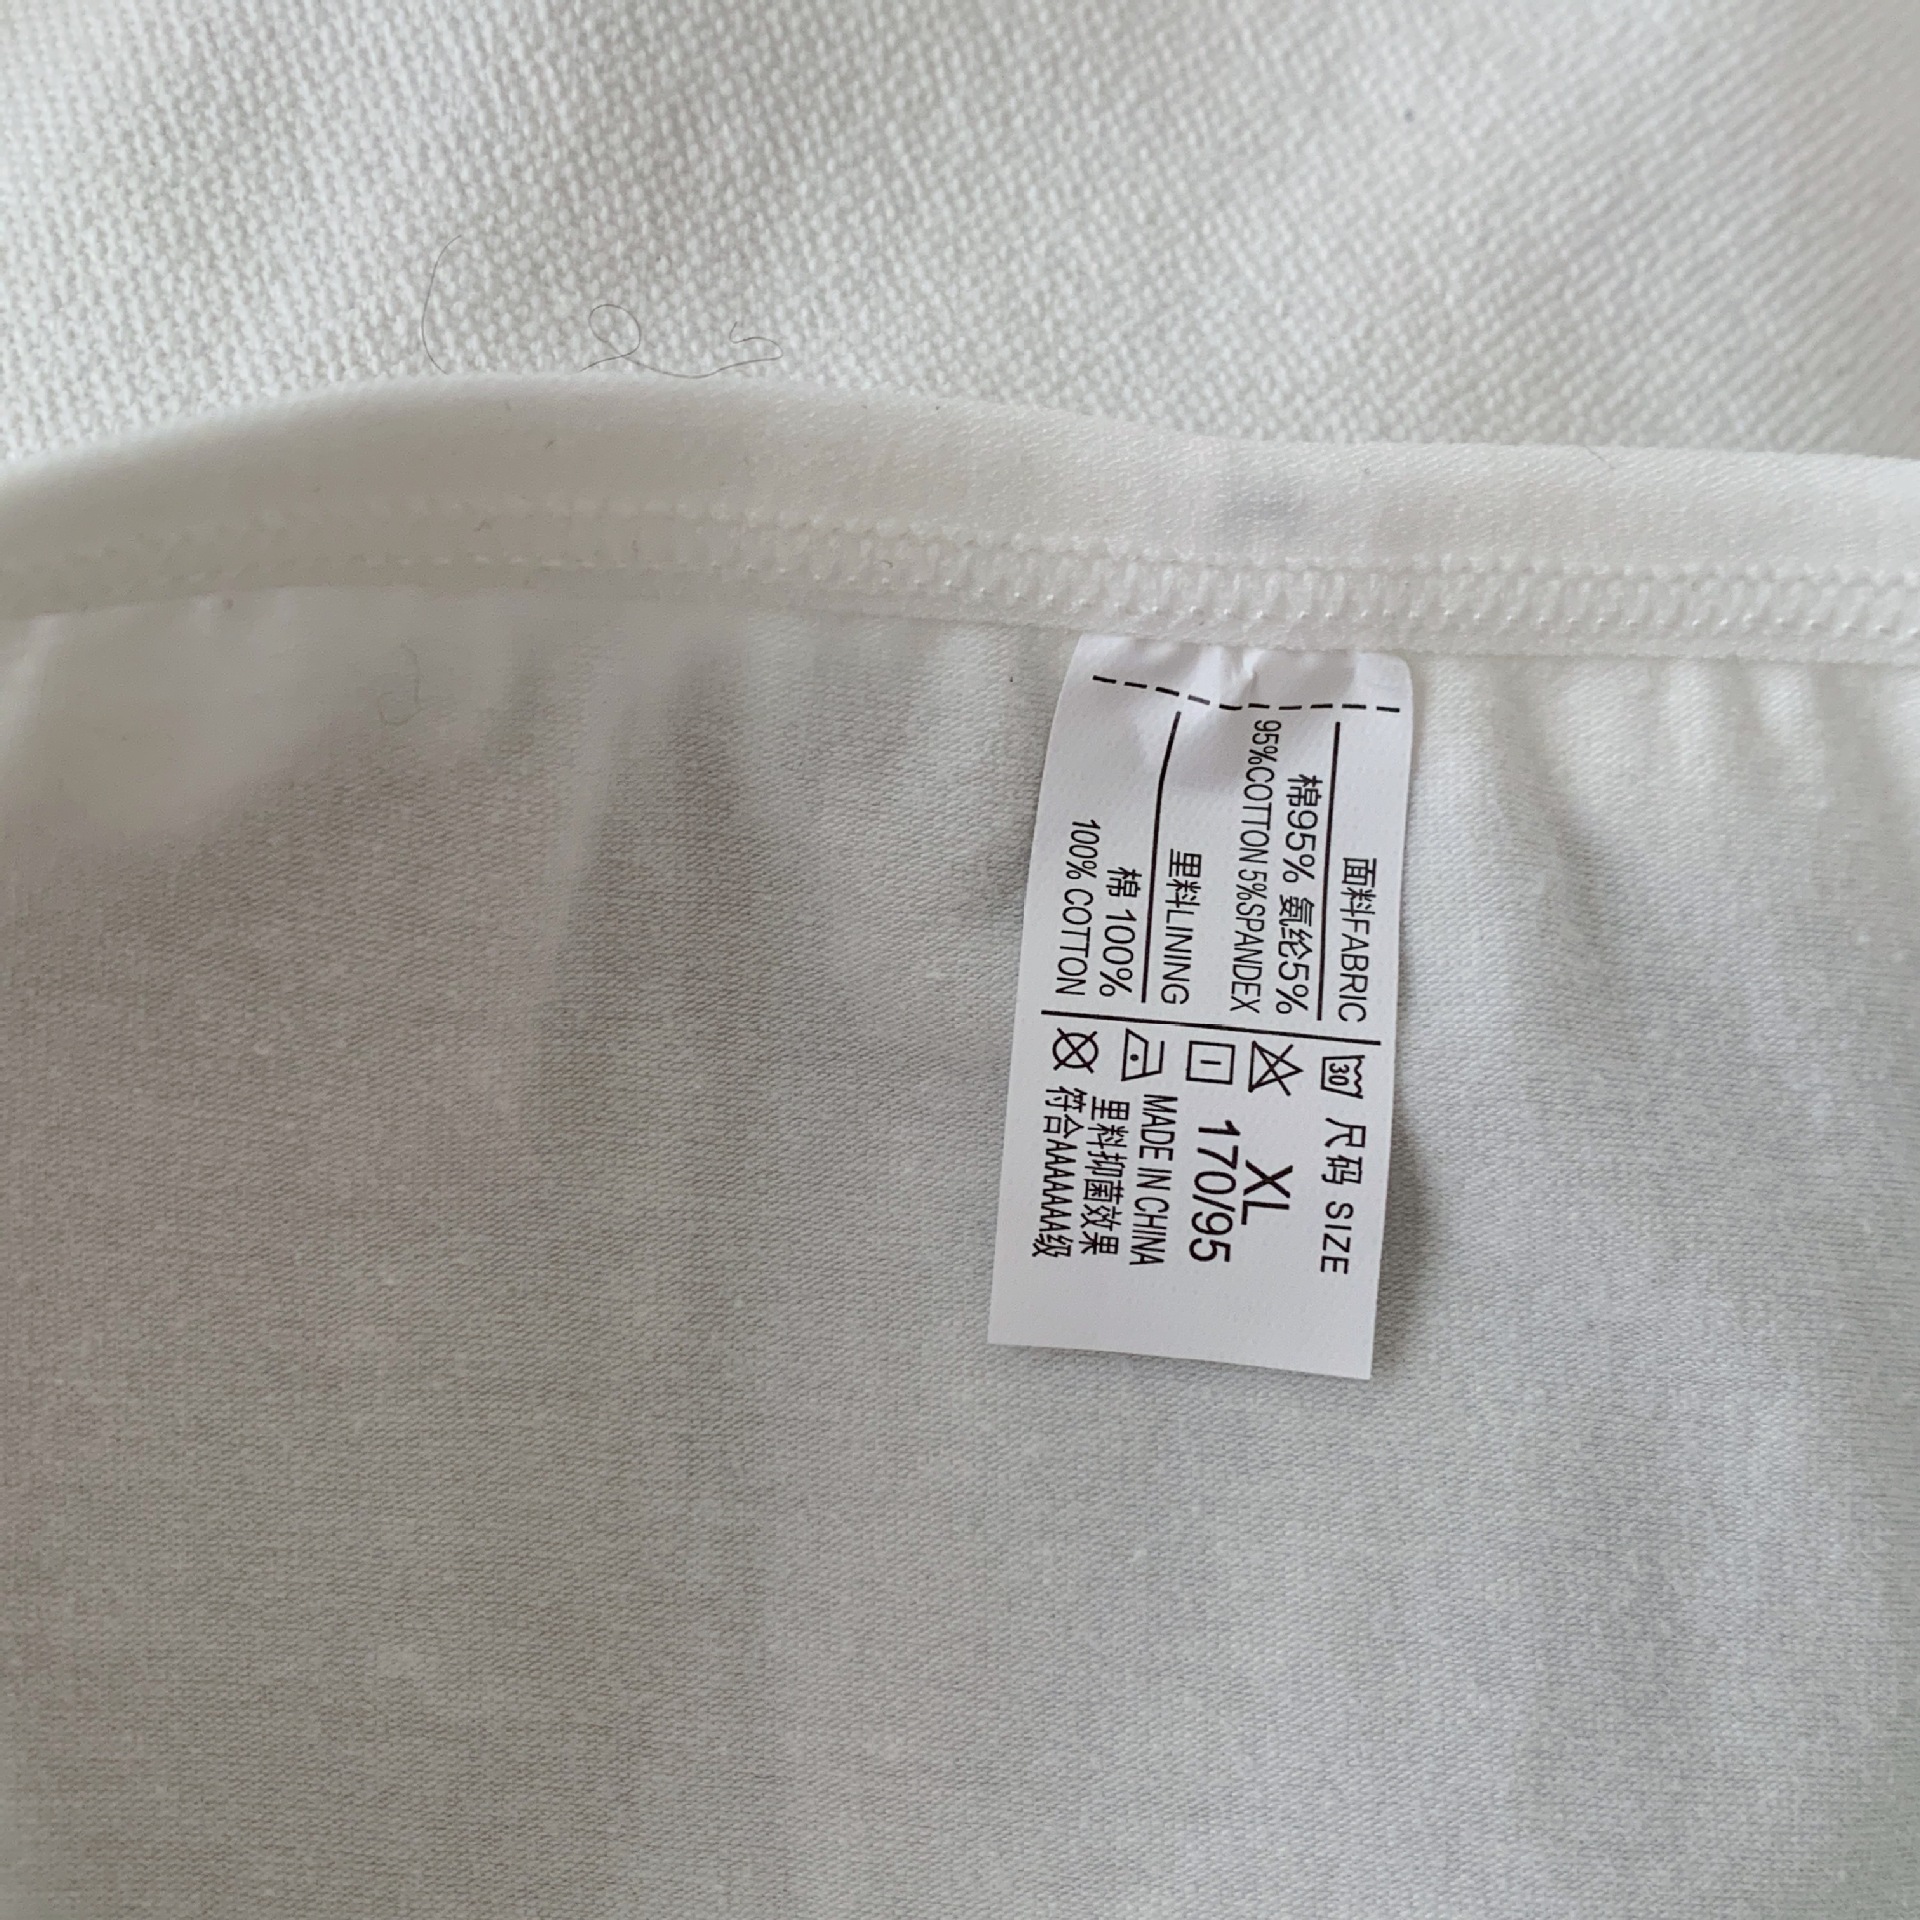 面料FABRIC
棉95% 氨纶5%
95%COTTON 5%SPANDEX
里料LINING
棉 100%
100% COTTON
30
尺码 SIZE
XL
170/95
MADE IN CHINA
里料抑菌效果
符合AAAAAAA级